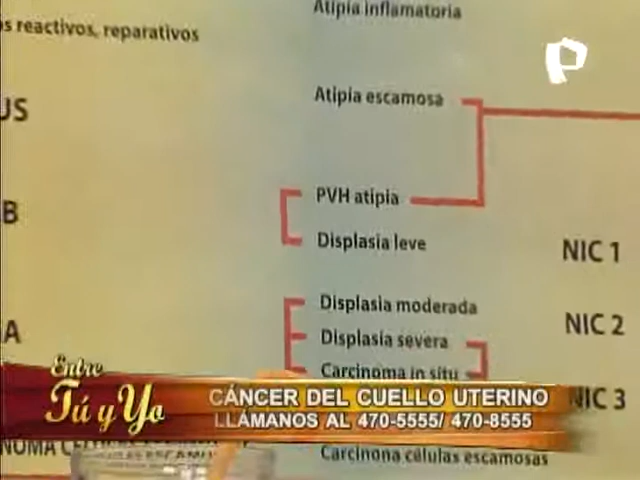 Atipia inflamatoria
s reactivos, reparativos
Atipia escamosa
US
PVH atipia
B
Displasia leve
NIC 1
Displasia moderada
NIC 2
A
Displasia severa
Carcinoma in situ
Entre
Tú y Yo
CÁNCER DEL CUELLO UTERINO
LLÁMANOS AL 470-5555/ 470-8555
NIC 3
Carcinona células escamosas